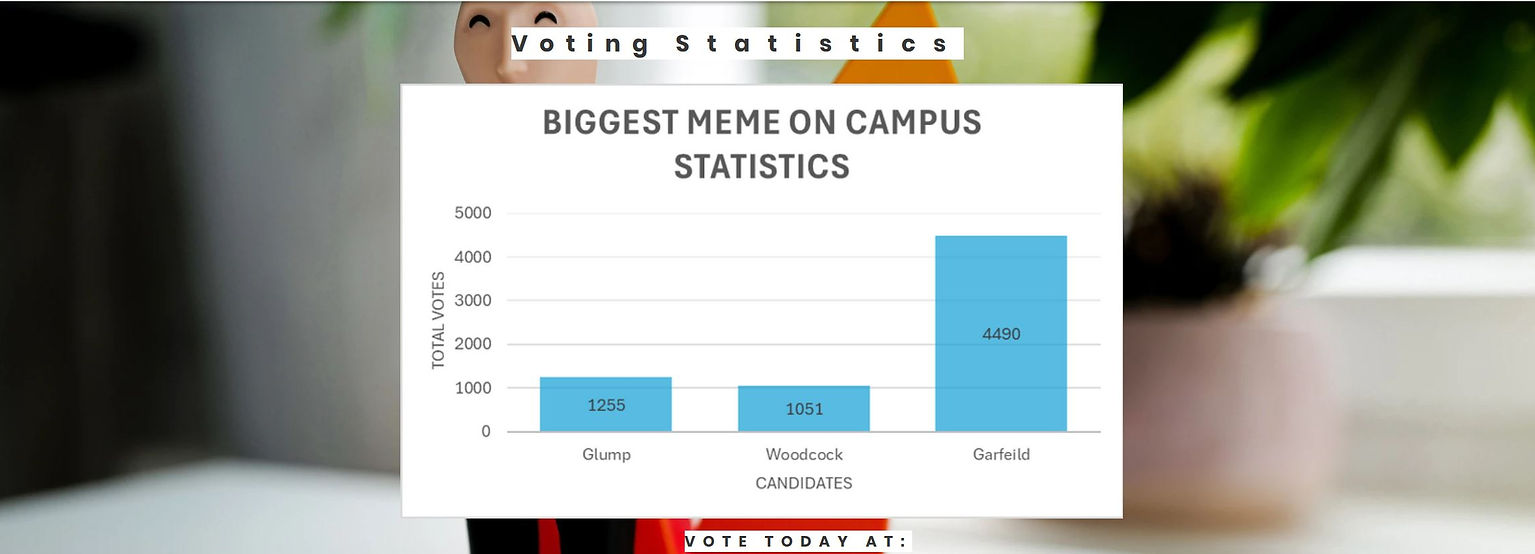 Voting Statistics
BIGGEST MEME ON CAMPUS
STATISTICS
5000
4000
3000
2000
1000
0
TOTAL VOTES
1255
1051
4490
Glump
Woodcock
Garfeild
CANDIDATES
VOTE TODAY AT: